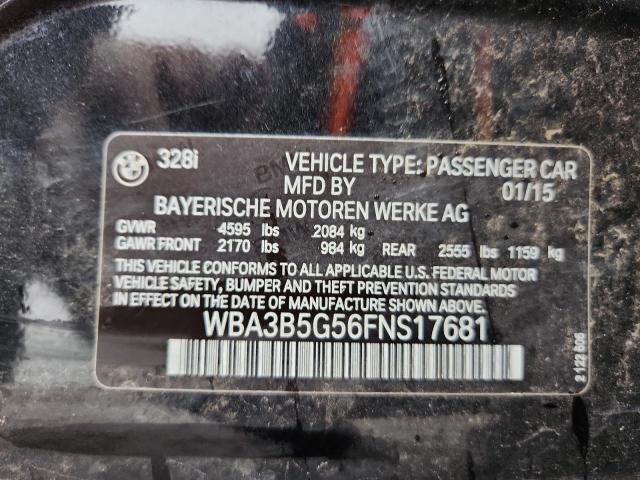 328i VEHICLE TYPE: PASSENGER CAR
MFD BY 01/15
BAYERISCHE MOTOREN WERKE AG
GVWR 4595 lbs 2084 kg
GAWR FRONT 2170 lbs 984 kg REAR 2555 lbs 1159 kg
THIS VEHICLE CONFORMS TO ALL APPLICABLE U.S. FEDERAL MOTOR
VEHICLE SAFETY, BUMPER AND THEFT PREVENTION STANDARDS
IN EFFECT ON THE DATE OF MANUFACTURE SHOWN ABOVE.
WBA3B5G56FNS17681